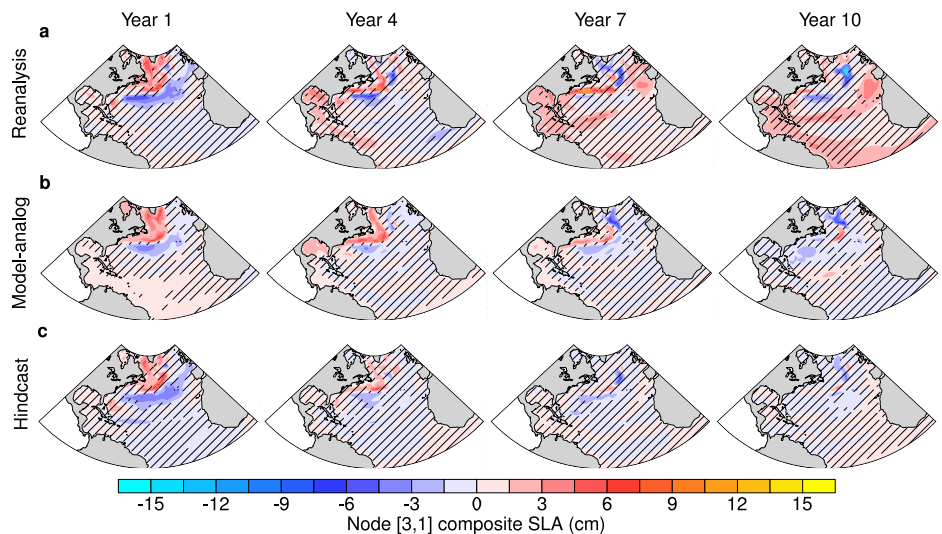 Year 1 Year 4 Year 7 Year 10
a
Reanalysis
b
Model-analog
c
Hindcast
-15 -12 -9 -6 -3 0 3 6 9 12 15
Node [3,1] composite SLA (cm)